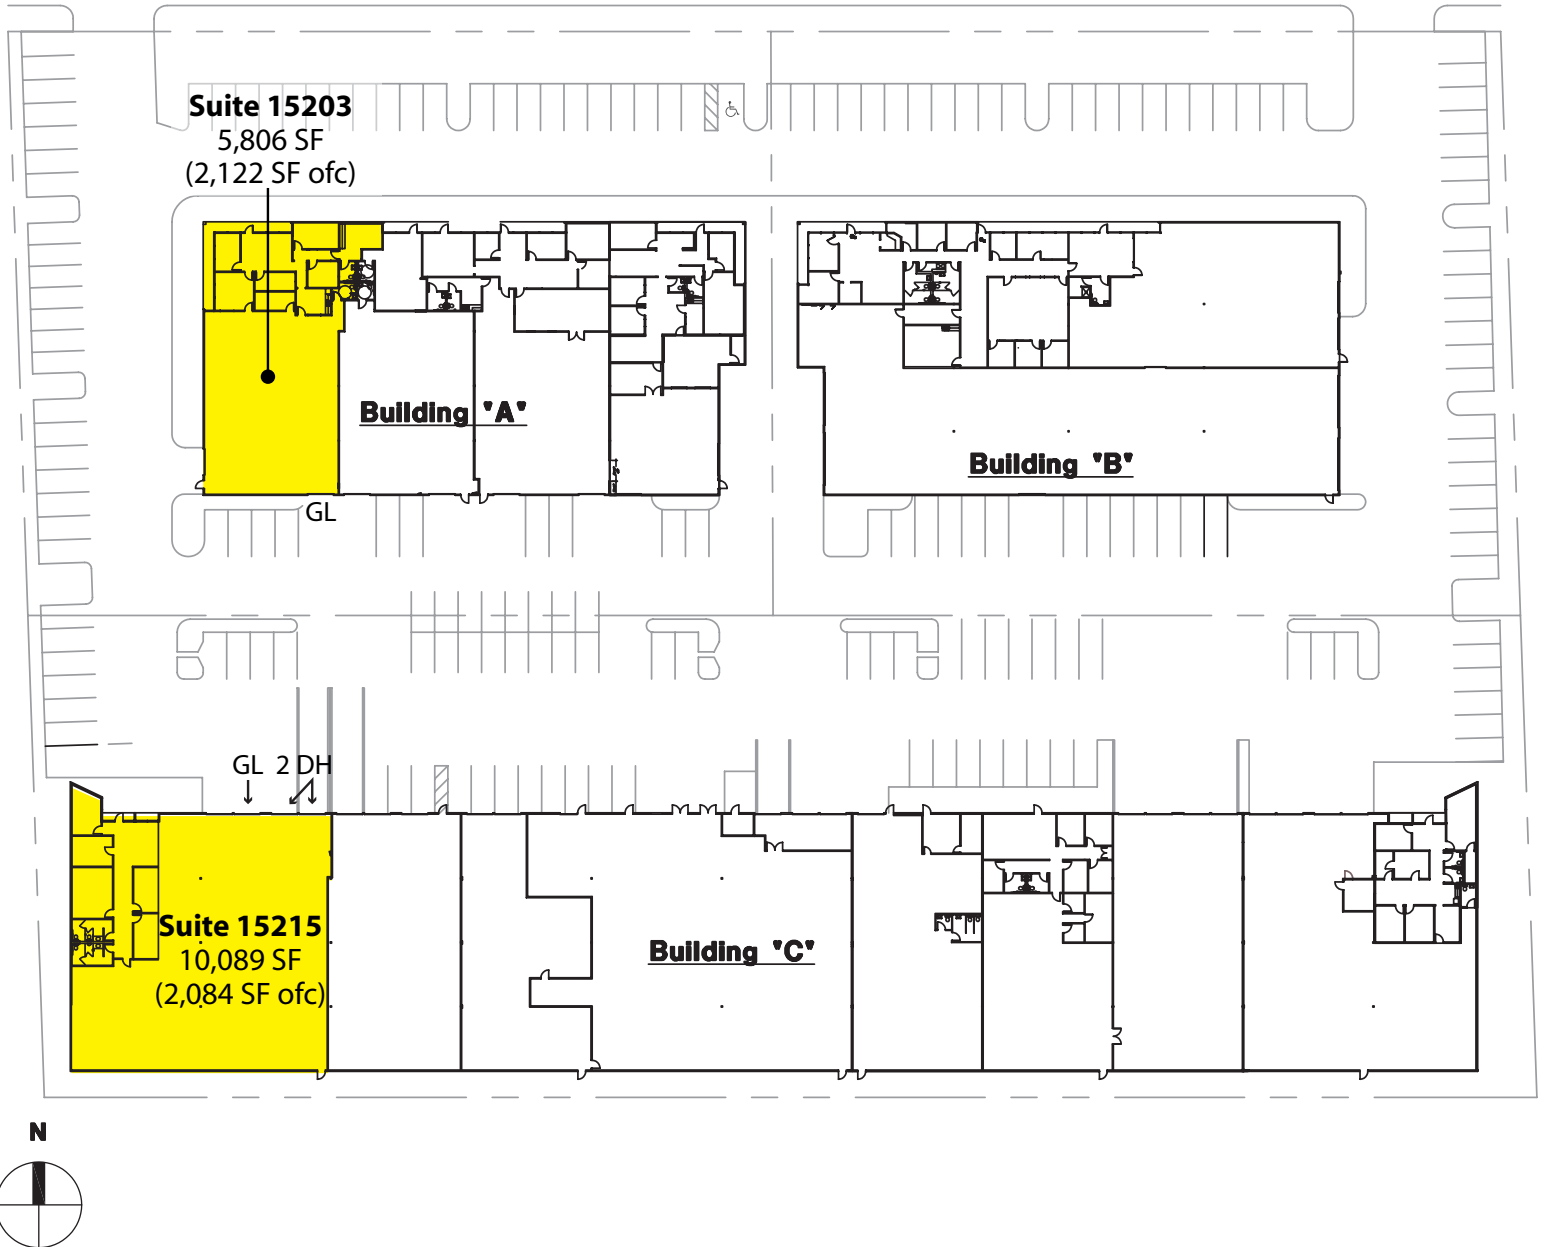 Suite 15203
5,806 SF
(2,122 SF ofc)
Building "A"
Building "B"
GL
GL 2 DH
Suite 15215
10,089 SF
(2,084 SF ofc)
Building "C"
N